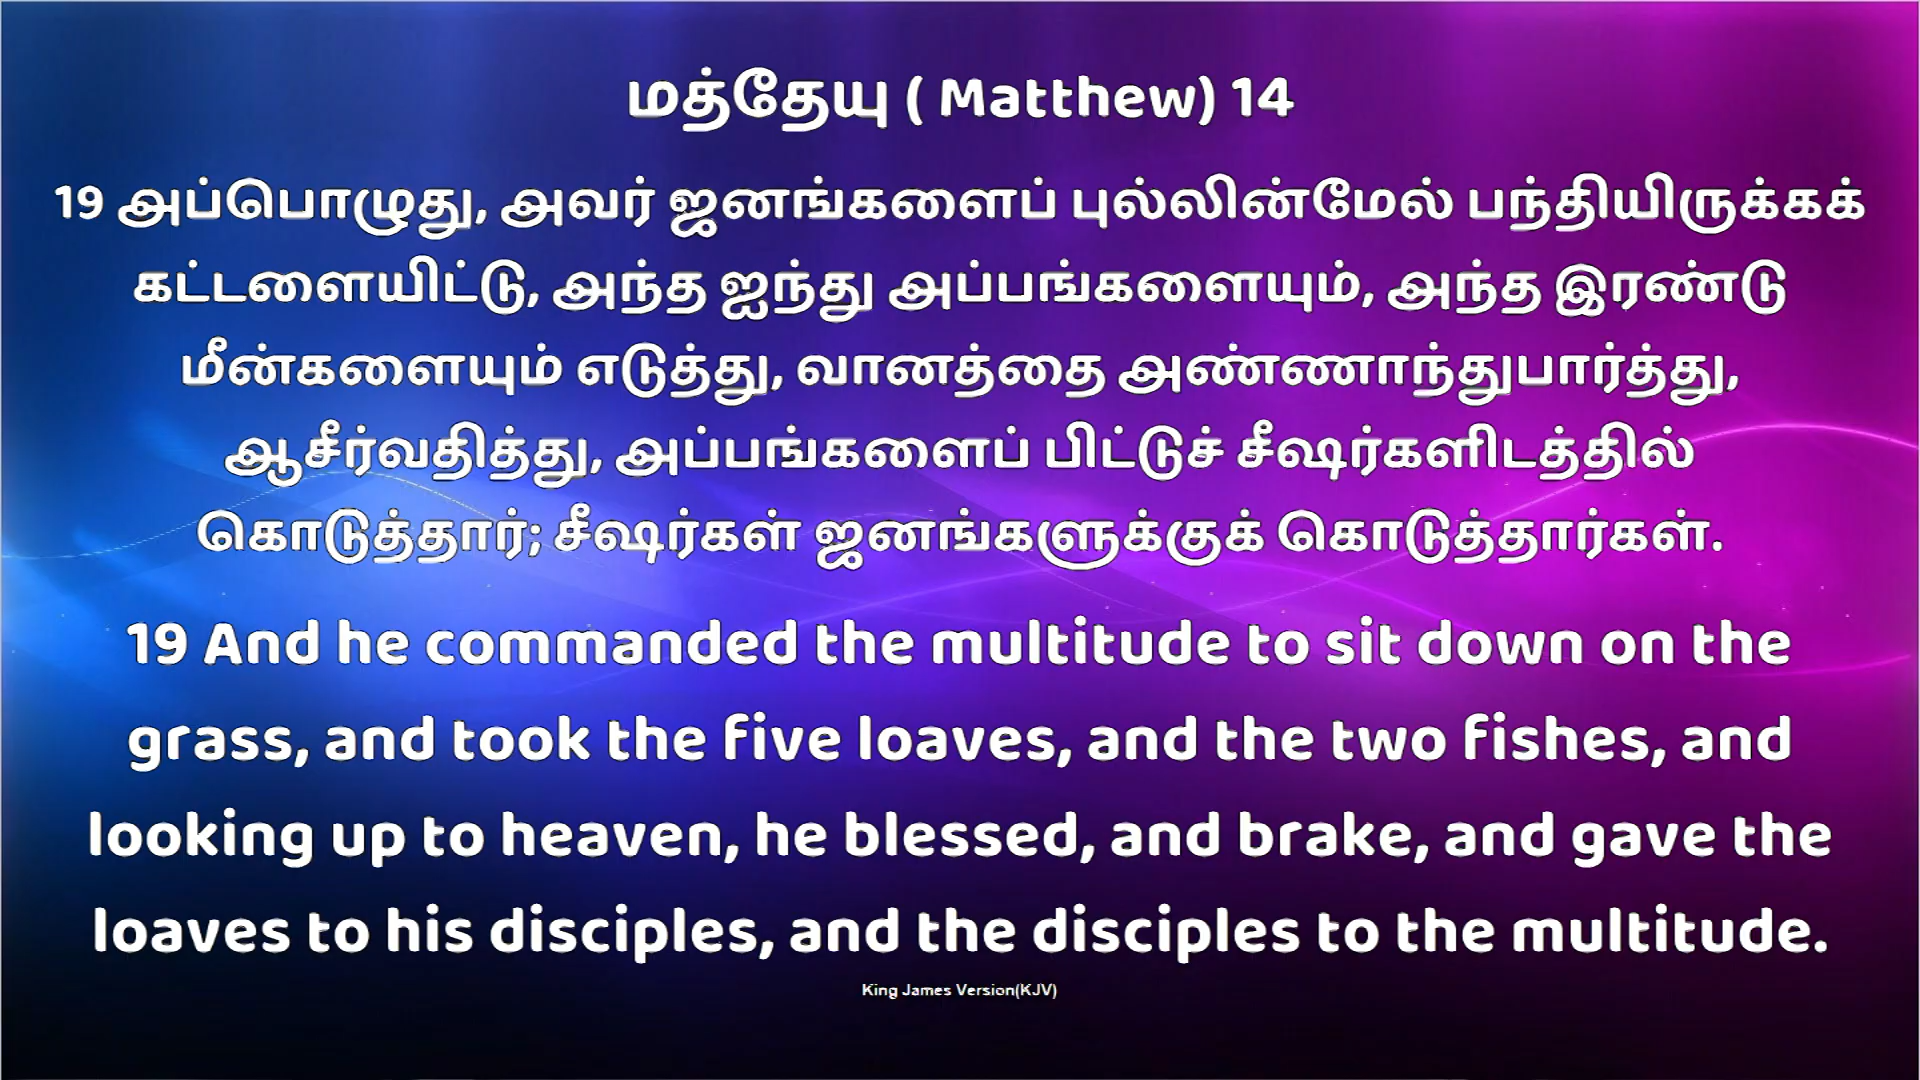 மத்தேயு ( Matthew) 14
19 அப்பொழுது, அவர் ஜனங்களைப் புல்லின்மேல் பந்தியிருக்கக்
கட்டளையிட்டு, அந்த ஐந்து அப்பங்களையும், அந்த இரண்டு
மீன்களையும் எடுத்து, வானத்தை அண்ணாந்துபார்த்து,
ஆசீர்வதித்து, அப்பங்களைப் பிட்டுச் சீஷர்களிடத்தில்
கொடுத்தார்; சீஷர்கள் ஜனங்களுக்குக் கொடுத்தார்கள்.
19 And he commanded the multitude to sit down on the
grass, and took the five loaves, and the two fishes, and
looking up to heaven, he blessed, and brake, and gave the
loaves to his disciples, and the disciples to the multitude.
King James Version(KJV)